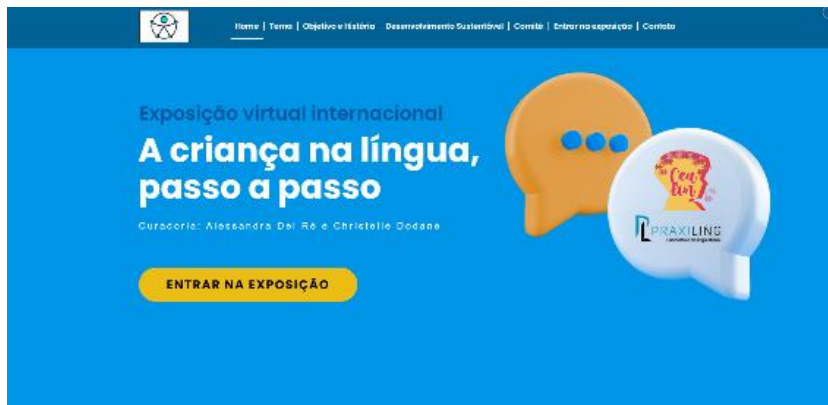 Home | Tema | Objetivo e História Desenvolvimento Sustentável | Comitê | Entrar na exposição | Contato
Exposição virtual internacional
A criança na língua,
passo a passo
Curadoria: Alessandra Del Ré e Christelle Dodane
ENTRAR NA EXPOSIÇÃO
PRAXILING